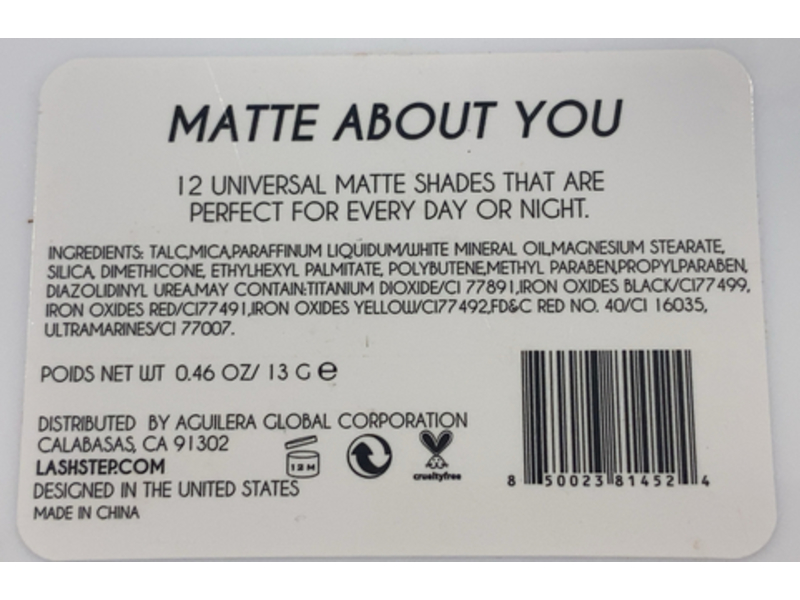 MATTE ABOUT YOU
12 UNIVERSAL MATTE SHADES THAT ARE
PERFECT FOR EVERY DAY OR NIGHT.
INGREDIENTS: TALC,MICA,PARAFFINUM LIQUIDUM/WHITE MINERAL OIL,MAGNESIUM STEARATE,
SILICA, DIMETHICONE, ETHYLHEXYL PALMITATE, POLYBUTENE,METHYL PARABEN,PROPYLPARABEN,
DIAZOLIDINYL UREA.MAY CONTAIN:TITANIUM DIOXIDE/CI 77891,IRON OXIDES BLACK/CI77499,
IRON OXIDES RED/CI77491,IRON OXIDES YELLOW/CI77492,FD&C RED NO. 40/CI 16035,
ULTRAMARINES/CI 77007.
POIDS NET WT 0.46 OZ/ 13 G e
DISTRIBUTED BY AGUILERA GLOBAL CORPORATION
CALABASAS, CA 91302
LASHSTEP.COM
DESIGNED IN THE UNITED STATES
MADE IN CHINA
12 M
crueltyfree
8 50023 81452 4